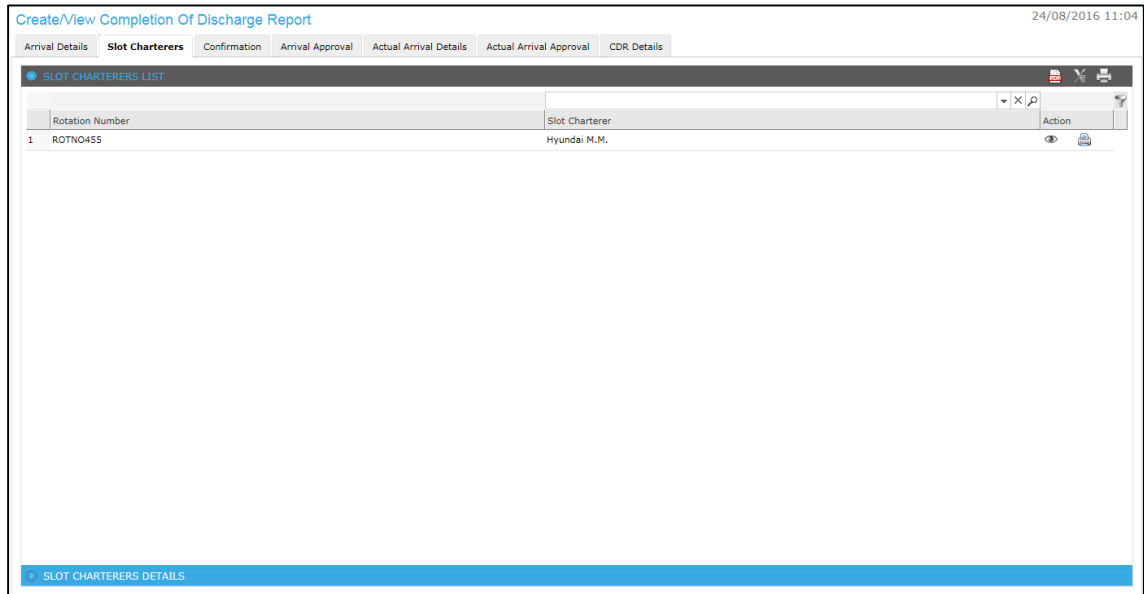 Create/View Completion Of Discharge Report 24/08/2016 11:04
Arrival Details Slot Charterers Confirmation Arrival Approval Actual Arrival Details Actual Arrival Approval CDR Details
SLOT CHARTERERS LIST
Rotation Number Slot Charterer Action
1 ROTNO455 Hyundai M.M.
SLOT CHARTERERS DETAILS